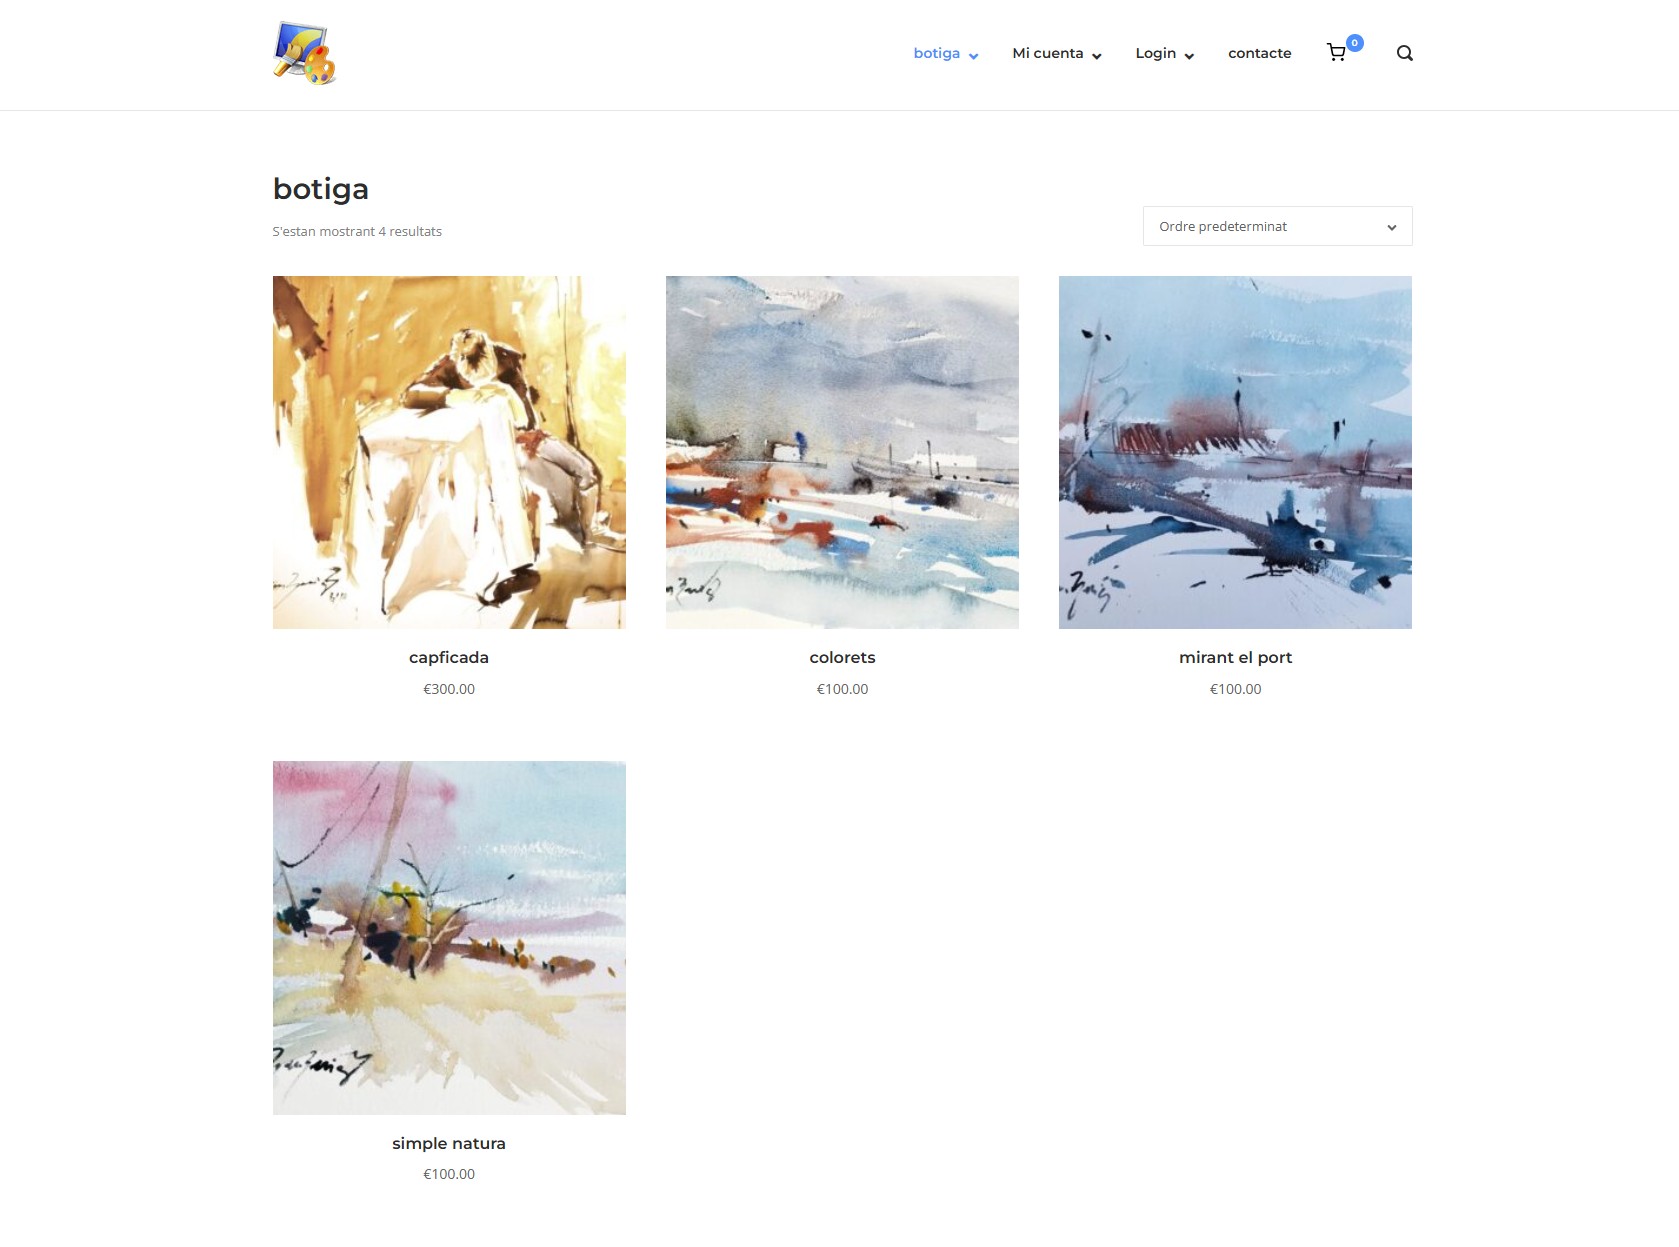 botiga
Mi cuenta
Login
contacte
0
botiga
S'estan mostrant 4 resultats
Ordre predeterminat
capficada
€300.00
colorets
€100.00
mirant el port
€100.00
simple natura
€100.00